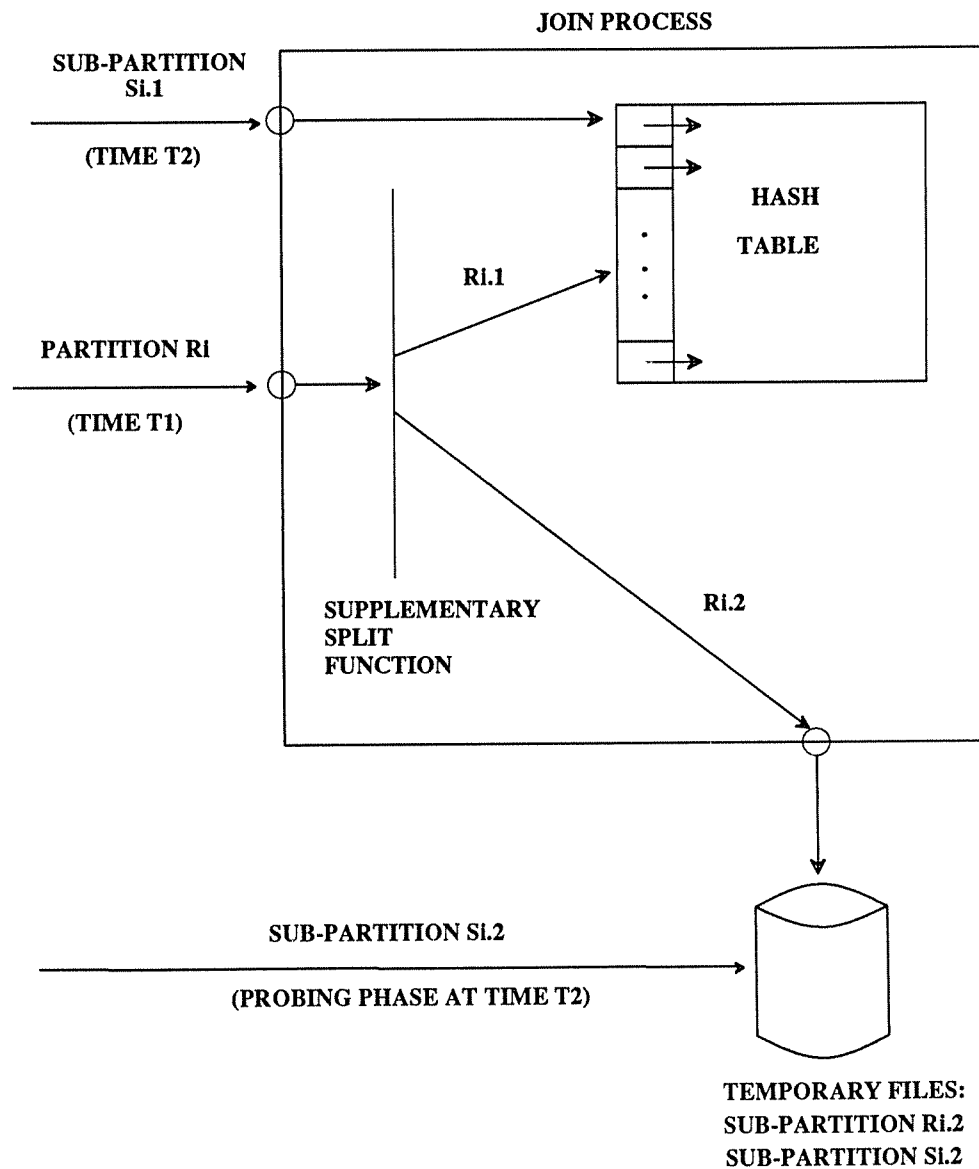 JOIN PROCESS
SUB-PARTITION
Si.1
(TIME T2)
HASH
TABLE
Ri.1
PARTITION Ri
(TIME T1)
Ri.2
SUPPLEMENTARY
SPLIT
FUNCTION
SUB-PARTITION Si.2
(PROBING PHASE AT TIME T2)
TEMPORARY FILES:
SUB-PARTITION Ri.2
SUB-PARTITION Si.2